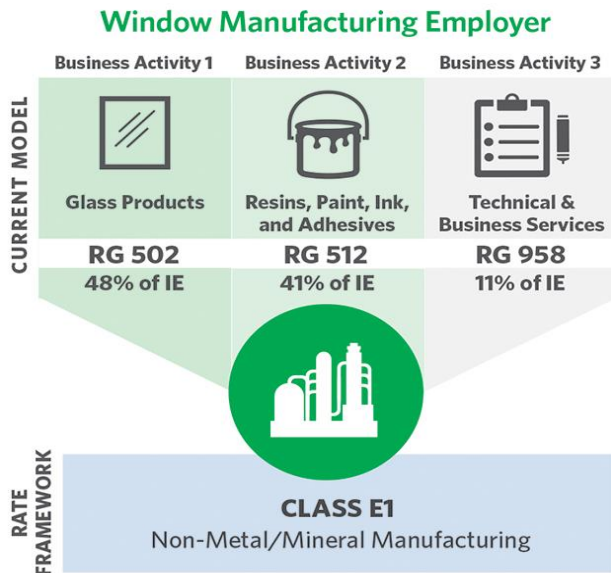 Window Manufacturing Employer
Business Activity 1
Business Activity 2
Business Activity 3
CURRENT MODEL
Glass Products
Resins, Paint, Ink,
and Adhesives
Technical &
Business Services
RG 502
RG 512
RG 958
48% of IE
41% of IE
11% of IE
RATE
FRAMEWORK
CLASS E1
Non-Metal/Mineral Manufacturing